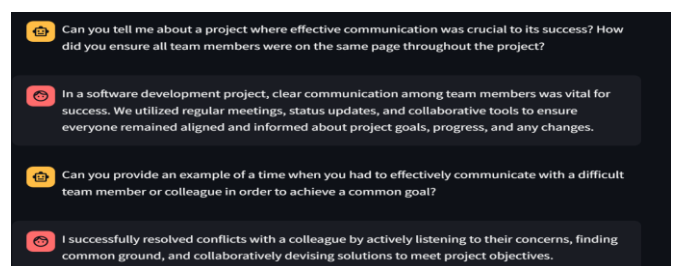 Can you tell me about a project where effective communication was crucial to its success? How
did you ensure all team members were on the same page throughout the project?
In a software development project, clear communication among team members was vital for
success. We utilized regular meetings, status updates, and collaborative tools to ensure
everyone remained aligned and informed about project goals, progress, and any changes.
Can you provide an example of a time when you had to effectively communicate with a difficult
team member or colleague in order to achieve a common goal?
I successfully resolved conflicts with a colleague by actively listening to their concerns, finding
common ground, and collaboratively devising solutions to meet project objectives.